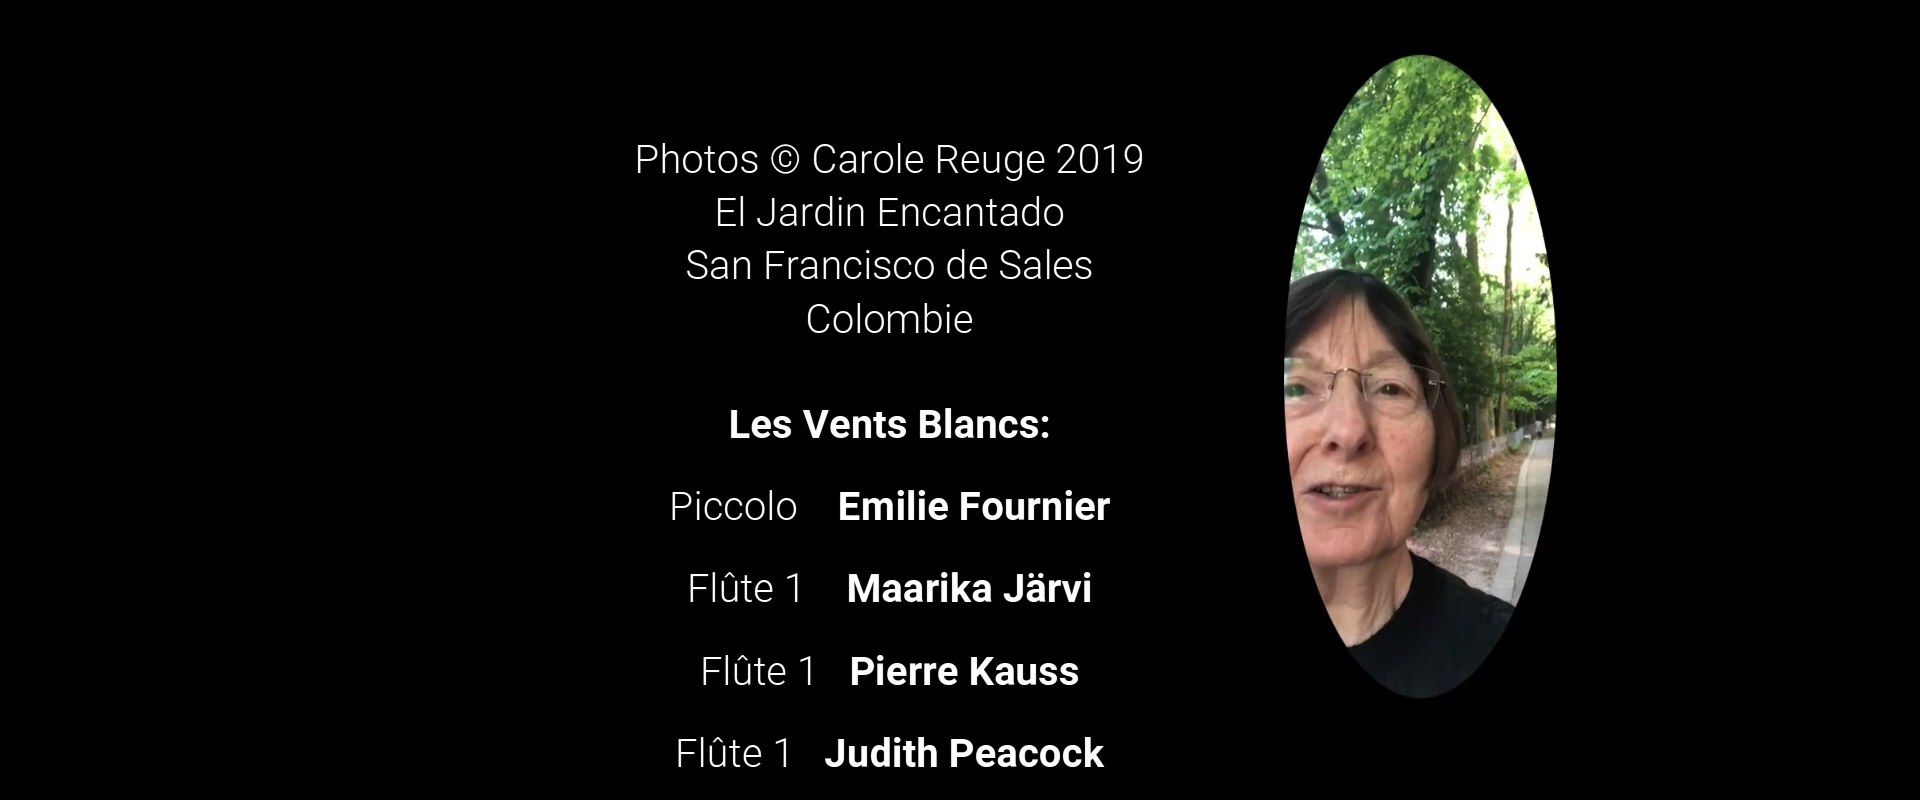 Photos © Carole Reuge 2019
El Jardin Encantado
San Francisco de Sales
Colombie
Les Vents Blancs:
Piccolo Emilie Fournier
Flûte 1 Maarika Järvi
Flûte 1 Pierre Kauss
Flûte 1 Judith Peacock